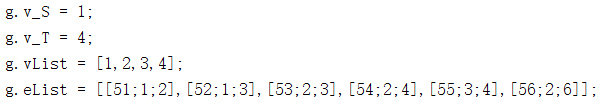 g.v_S = 1;
g.v_T = 4;
g.vList = [1,2,3,4];
g.eList = [[51;1;2],[52;1;3],[53;2;3],[54;2;4],[55;3;4],[56;2;6]];